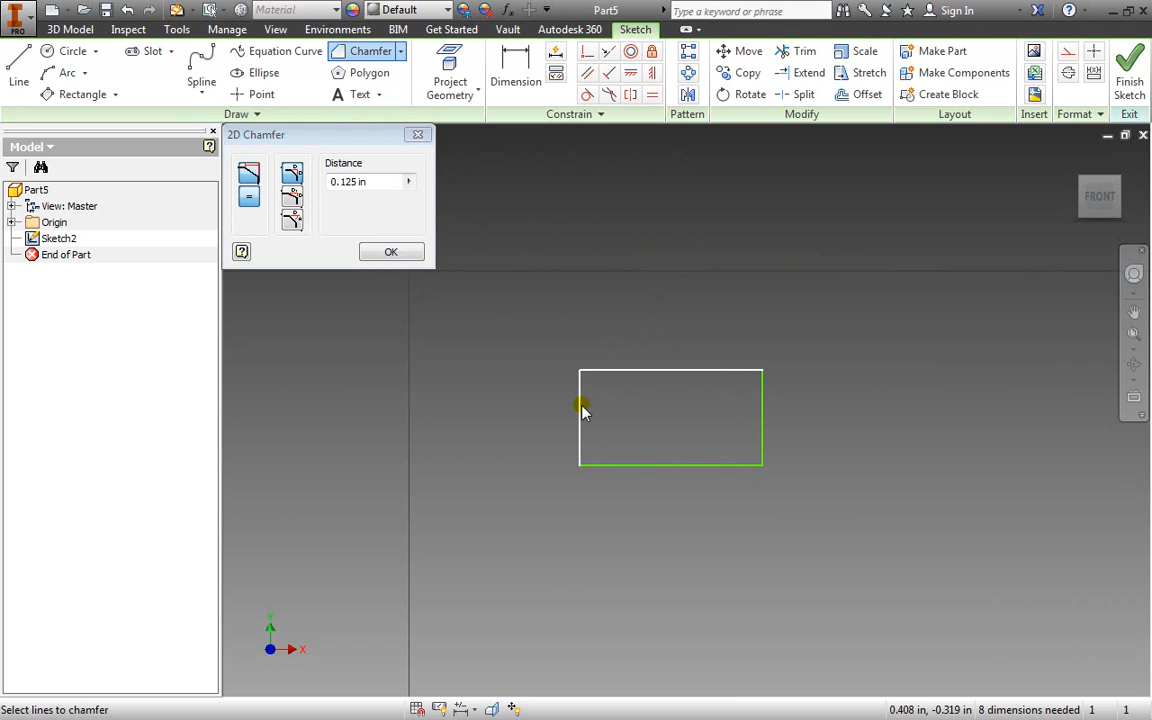 Material Default Part5 Type a keyword or phrase Sign In
PRO 3D Model Inspect Tools Manage View Environments BIM Get Started Vault Autodesk 360 Sketch
Line Circle Arc Rectangle Slot Spline Equation Curve Ellipse Point Chamfer Polygon Text Project Geometry Dimension Move Copy Rotate Trim Extend Split Scale Stretch Offset Make Part Make Components Create Block Finish Sketch
Draw Constrain Pattern Modify Layout Insert Format Exit
Model
2D Chamfer
Distance
0.125 in
OK
Part5
View: Master
Origin
Sketch2
End of Part
FRONT
Y
X
Select lines to chamfer 0.408 in, -0.319 in 8 dimensions needed 1 1